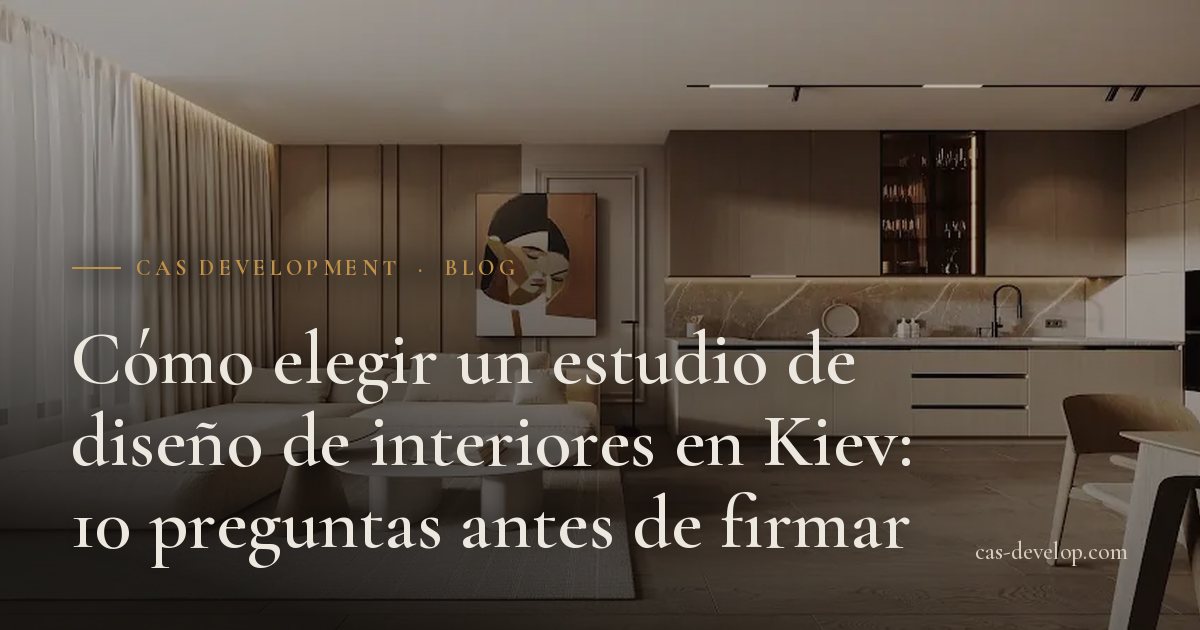 CAS DEVELOPMENT · BLOG
Cómo elegir un estudio de
diseño de interiores en Kiev:
10 preguntas antes de firmar
cas-develop.com